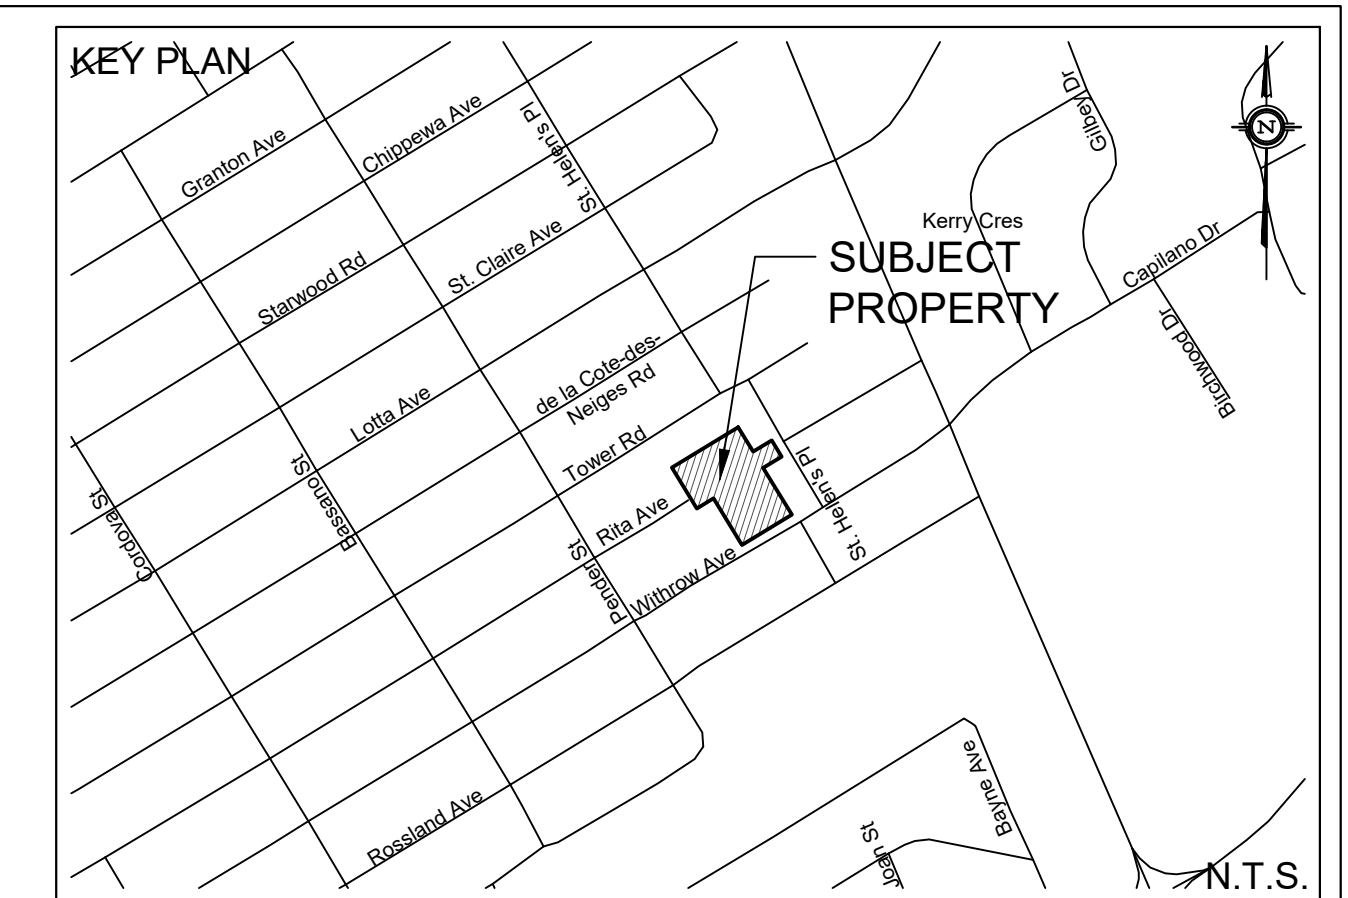 KEY PLAN
Granton Ave
Chippewa Ave
St. Helen's Pl
Gilbey Dr
N
Starwood Rd
St. Claire Ave
Kerry Cres
Capilano Dr
SUBJECT
PROPERTY
Birchwood Dr
Lotta Ave
de la Cote-des-
Neiges Rd
Tower Rd
Cordova St
Bassano St
Rita Ave
St. Helen's Pl
Pender St
Withrow Ave
Rossland Ave
Bayne Ave
Joan St
N.T.S.